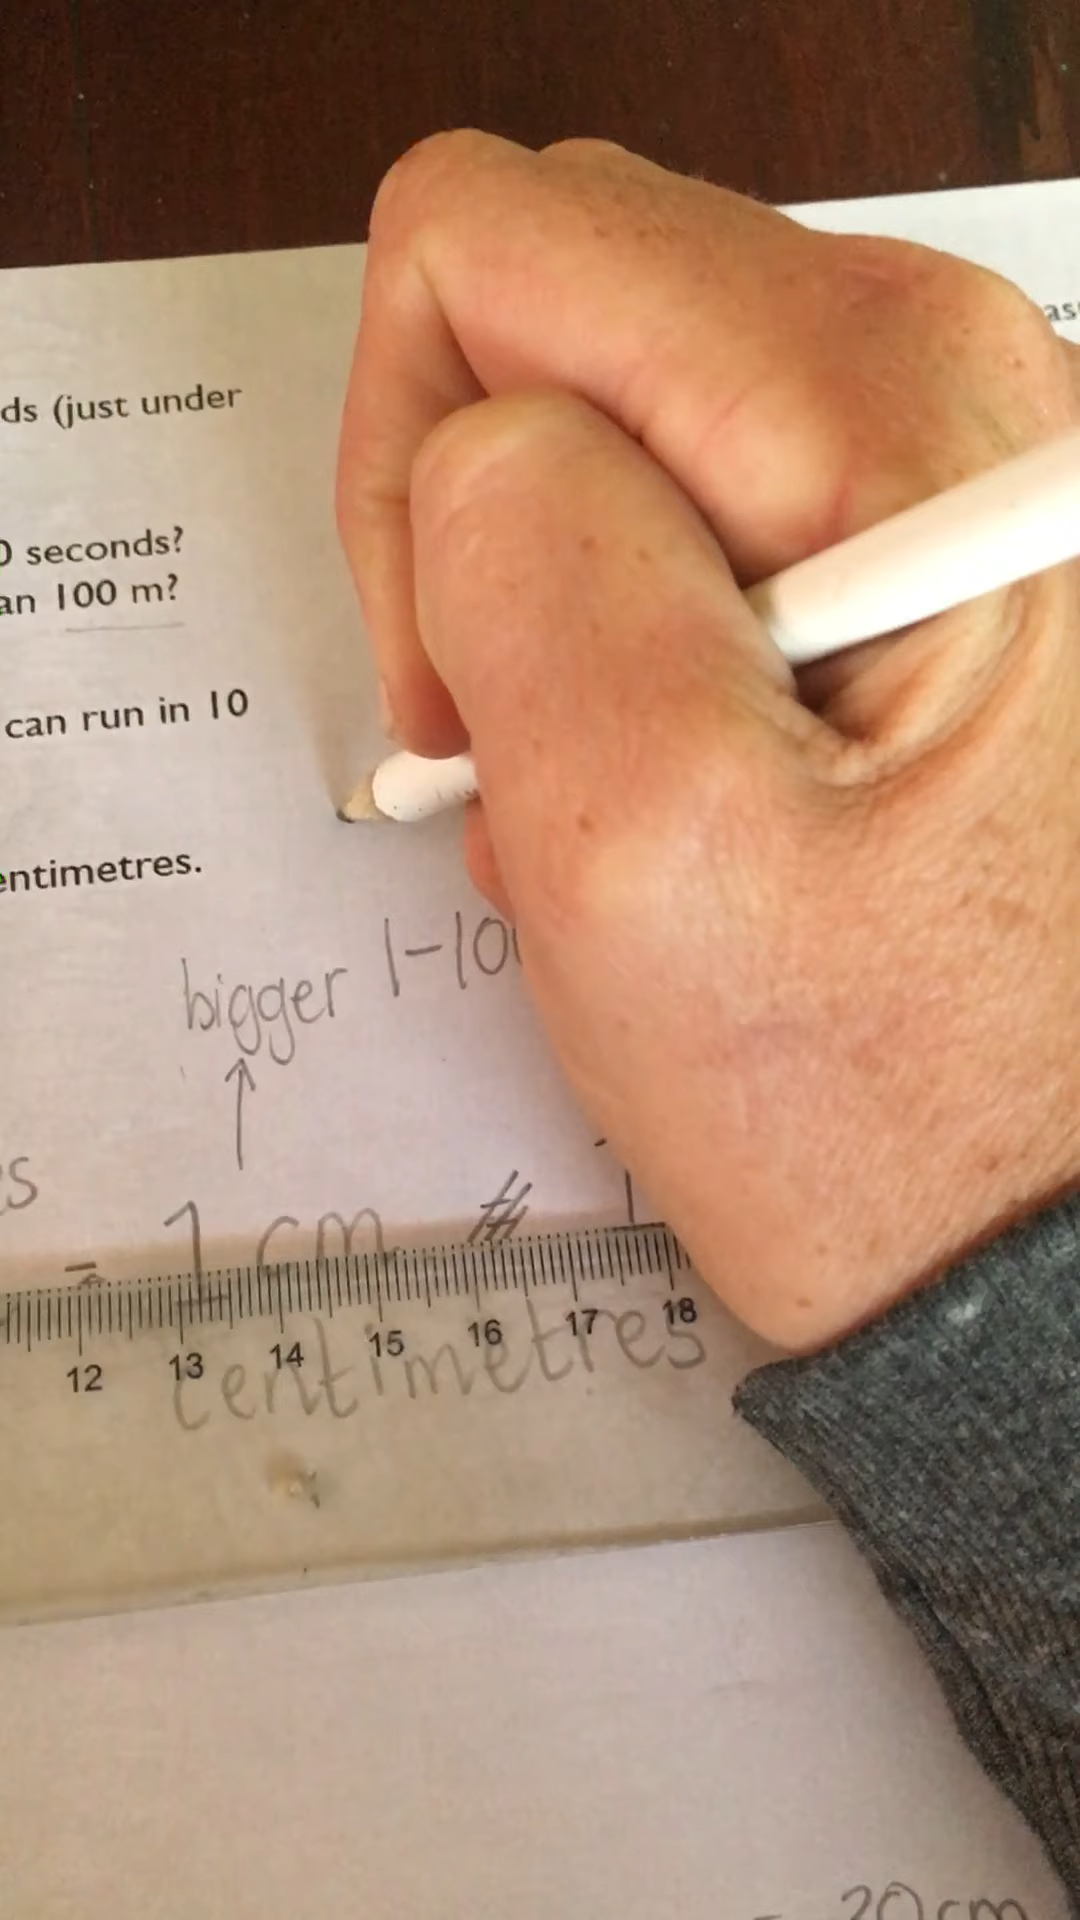 ds (just under
0 seconds?
an 100 m?
can run in 10
entimetres.
bigger 1-10
s
= 1 cm
12 13 14 15 16 17 18
centimetres
= 20cm